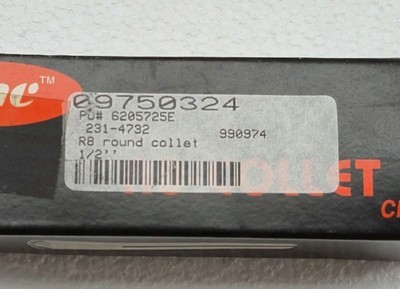 TM
09750324
PO# 6205725E
231-4732 990974
R8 round collet
1/2''
COLLET